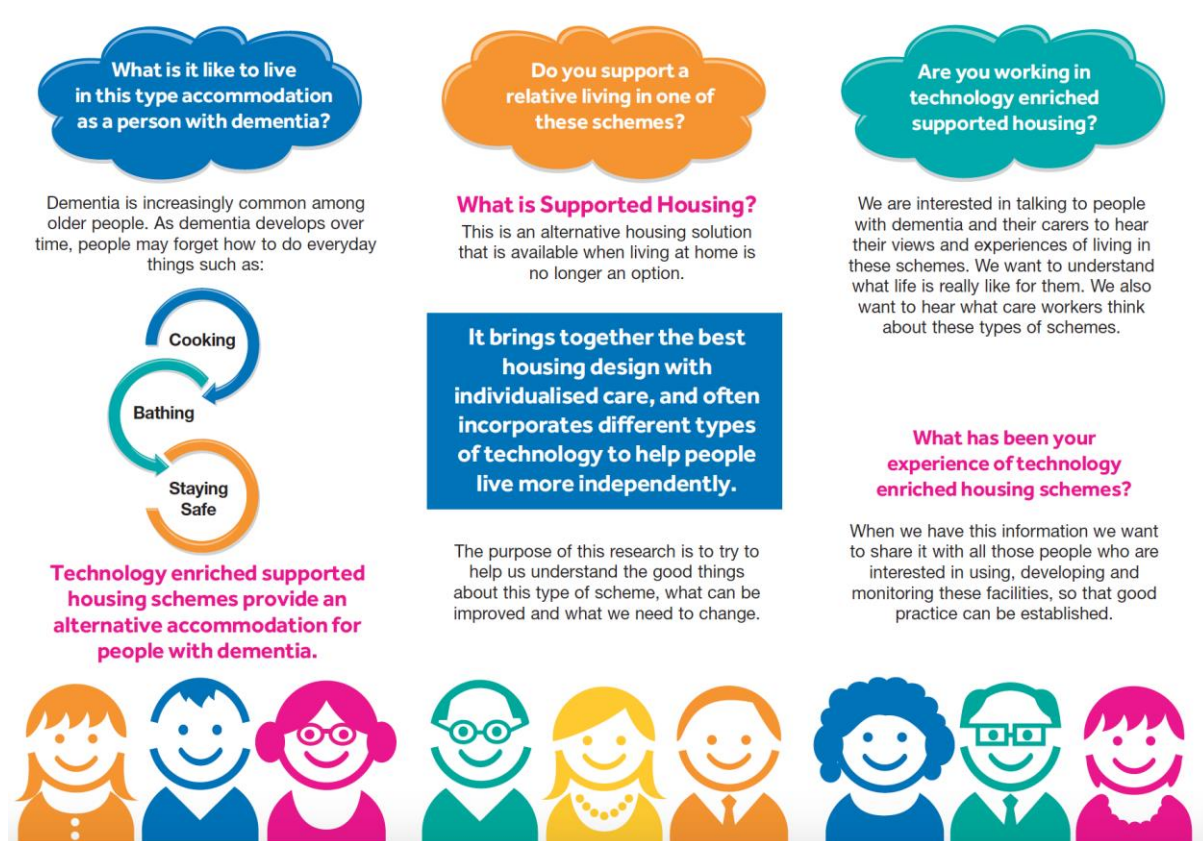 What is it like to live
in this type accommodation
as a person with dementia?
Dementia is increasingly common among
older people. As dementia develops over
time, people may forget how to do everyday
things such as:
Cooking
Bathing
Staying
Safe
Technology enriched supported
housing schemes provide an
alternative accommodation for
people with dementia.
Do you support a
relative living in one of
these schemes?
What is Supported Housing?
This is an alternative housing solution
that is available when living at home is
no longer an option.
It brings together the best
housing design with
individualised care, and often
incorporates different types
of technology to help people
live more independently.
The purpose of this research is to try to
help us understand the good things
about this type of scheme, what can be
improved and what we need to change.
Are you working in
technology enriched
supported housing?
We are interested in talking to people
with dementia and their carers to hear
their views and experiences of living in
these schemes. We want to understand
what life is really like for them. We also
want to hear what care workers think
about these types of schemes.
What has been your
experience of technology
enriched housing schemes?
When we have this information we want
to share it with all those people who are
interested in using, developing and
monitoring these facilities, so that good
practice can be established.